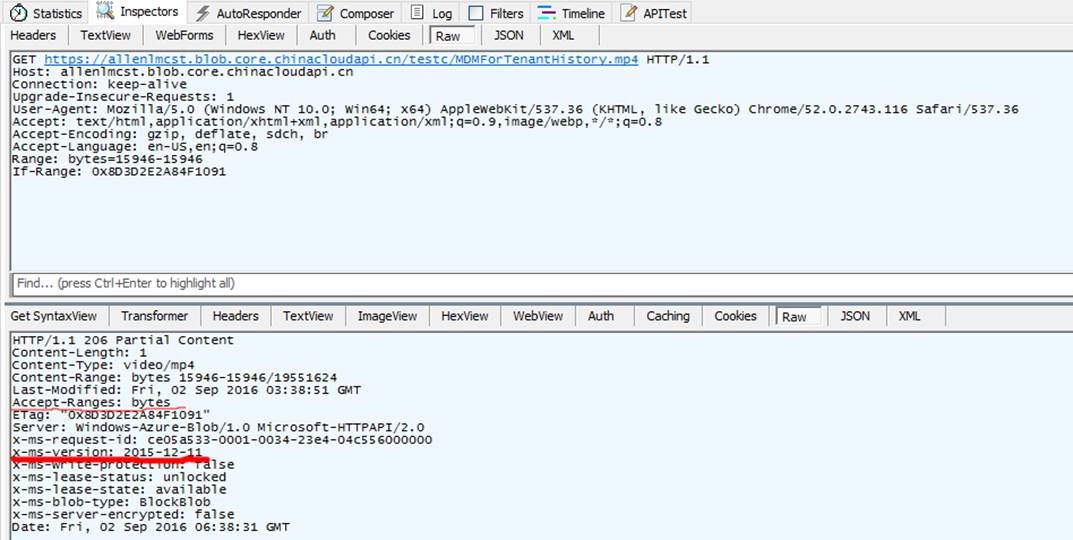 Statistics Inspectors AutoResponder Composer Log Filters Timeline APITest
Headers TextView WebForms HexView Auth Cookies Raw JSON XML
GET https://allenlmcst.blob.core.chinacloudapi.cn/testc/MDMForTenantHistory.mp4 HTTP/1.1
Host: allenlmcst.blob.core.chinacloudapi.cn
Connection: keep-alive
Upgrade-Insecure-Requests: 1
User-Agent: Mozilla/5.0 (Windows NT 10.0; Win64; x64) AppleWebKit/537.36 (KHTML, like Gecko) Chrome/52.0.2743.116 Safari/537.36
Accept: text/html,application/xhtml+xml,application/xml;q=0.9,image/webp,*/*;q=0.8
Accept-Encoding: gzip, deflate, sdch, br
Accept-Language: en-US,en;q=0.8
Range: bytes=15946-15946
If-Range: 0x8D3D2E2A84F1091
Find... (press Ctrl+Enter to highlight all)
Get SyntaxView Transformer Headers TextView ImageView HexView WebView Auth Caching Cookies Raw JSON XML
HTTP/1.1 206 Partial Content
Content-Length: 1
Content-Type: video/mp4
Content-Range: bytes 15946-15946/19551624
Last-Modified: Fri, 02 Sep 2016 03:38:51 GMT
Accept-Ranges: bytes
ETag: "0x8D3D2E2A84F1091"
Server: Windows-Azure-Blob/1.0 Microsoft-HTTPAPI/2.0
x-ms-request-id: ce05a533-0001-0034-23e4-04c556000000
x-ms-version: 2015-12-11
x-ms-write-protection: false
x-ms-lease-status: unlocked
x-ms-lease-state: available
x-ms-blob-type: BlockBlob
x-ms-server-encrypted: false
Date: Fri, 02 Sep 2016 06:38:31 GMT